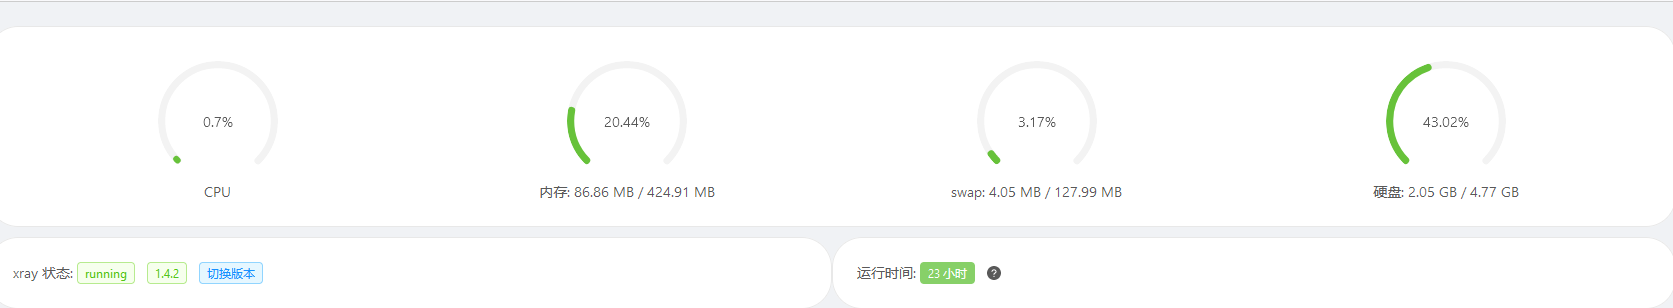 0.7%
20.44%
3.17%
43.02%
CPU
内存: 86.86 MB / 424.91 MB
swap: 4.05 MB / 127.99 MB
硬盘: 2.05 GB / 4.77 GB
xray 状态: running 1.4.2 切换版本
运行时间: 23 小时 ?